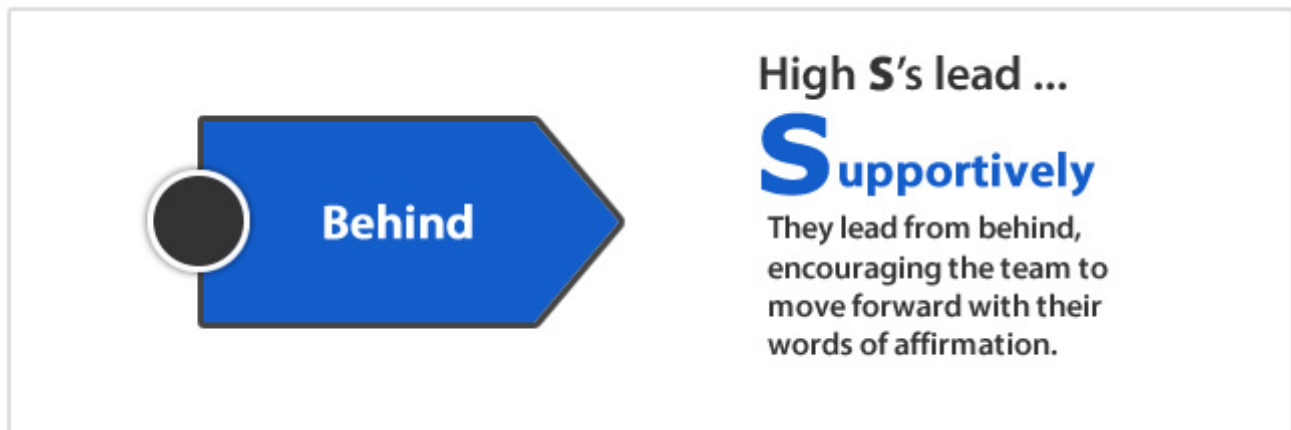 Behind
High S's lead ...
Supportively
They lead from behind,
encouraging the team to
move forward with their
words of affirmation.